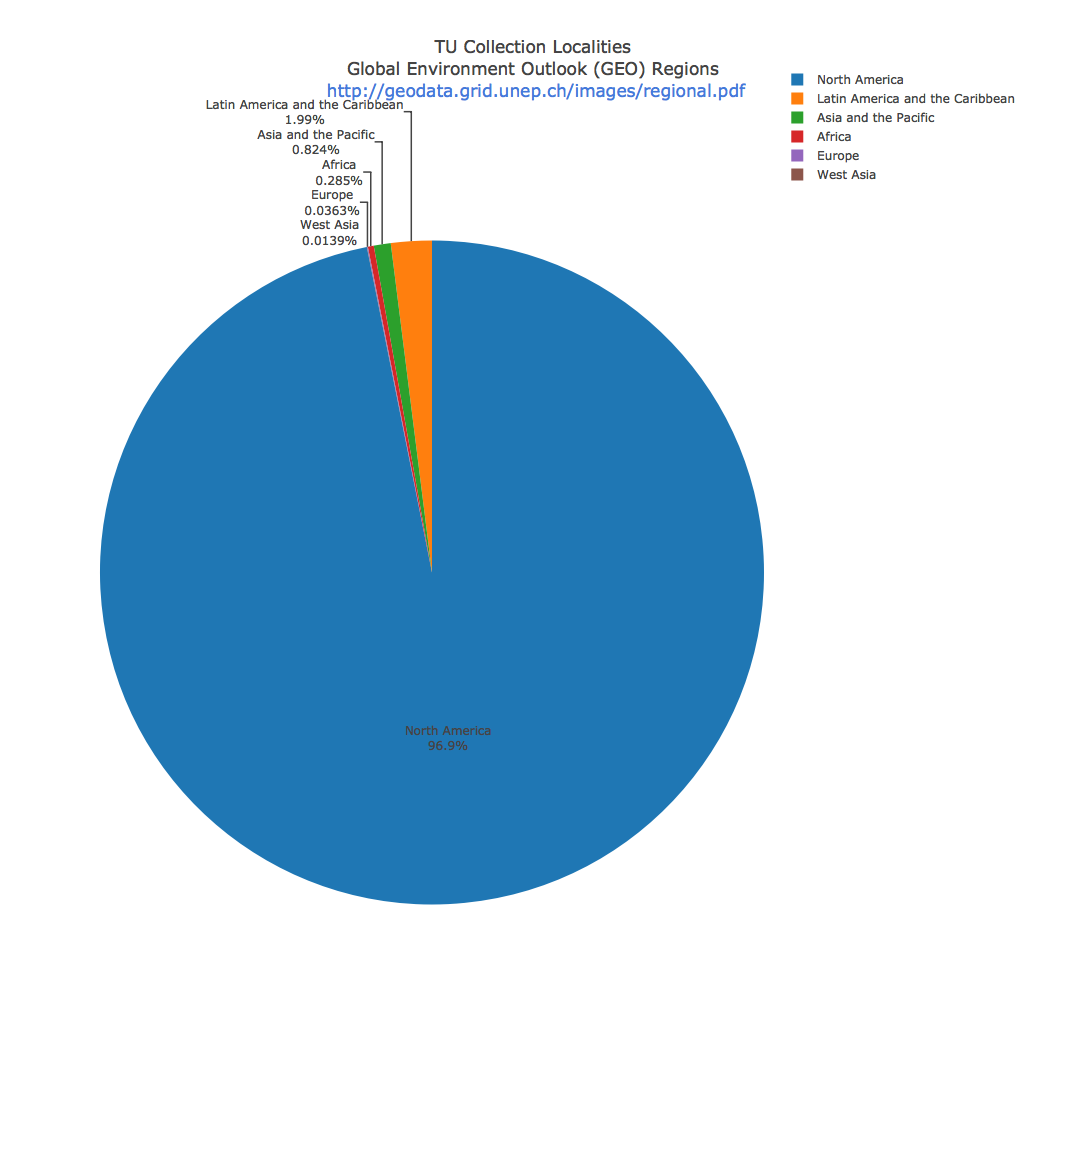 TU Collection Localities
Global Environment Outlook (GEO) Regions
http://geodata.grid.unep.ch/images/regional.pdf
North America
Latin America and the Caribbean
Asia and the Pacific
Africa
Europe
West Asia
Latin America and the Caribbean
1.99%
Asia and the Pacific
0.824%
Africa
0.285%
Europe
0.0363%
West Asia
0.0139%
North America
96.9%